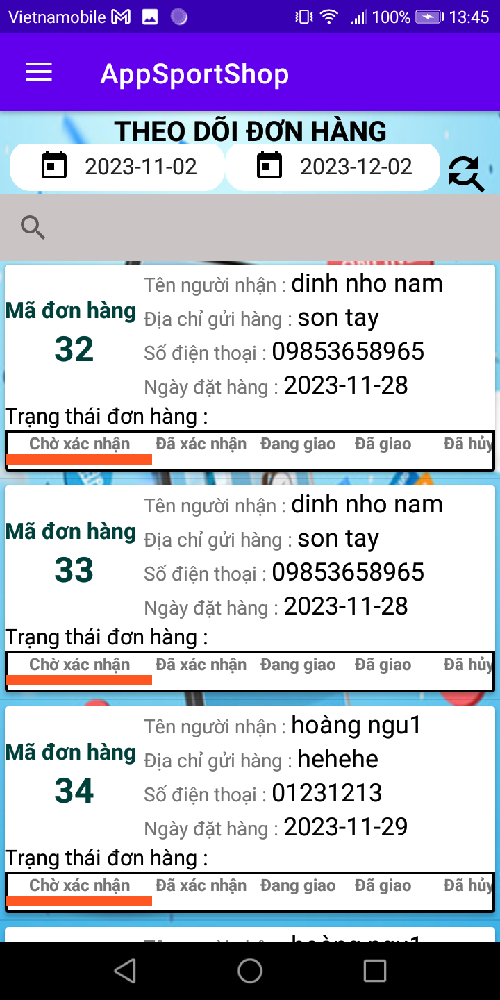 Vietnamobile 100% 13:45
AppSportShop
THEO DÕI ĐƠN HÀNG
2023-11-02 2023-12-02
Tên người nhận : dinh nho nam
Mã đơn hàng
32
Địa chỉ gửi hàng : son tay
Số điện thoại : 09853658965
Ngày đặt hàng : 2023-11-28
Trạng thái đơn hàng :
Chờ xác nhận Đã xác nhận Đang giao Đã giao Đã hủy
Tên người nhận : dinh nho nam
Mã đơn hàng
33
Địa chỉ gửi hàng : son tay
Số điện thoại : 09853658965
Ngày đặt hàng : 2023-11-28
Trạng thái đơn hàng :
Chờ xác nhận Đã xác nhận Đang giao Đã giao Đã hủy
Tên người nhận : hoàng ngu1
Mã đơn hàng
34
Địa chỉ gửi hàng : hehehe
Số điện thoại : 01231213
Ngày đặt hàng : 2023-11-29
Trạng thái đơn hàng :
Chờ xác nhận Đã xác nhận Đang giao Đã giao Đã hủy